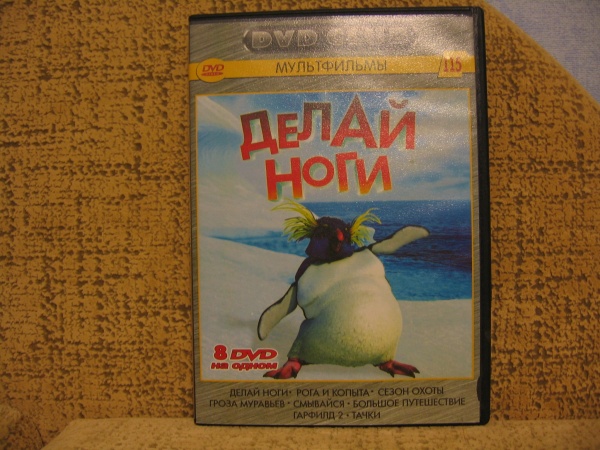 DVD
DVD
МУЛЬТФИЛЬМЫ
115
ДЕЛАЙ
НОГИ
8 DVD
на одном
ДЕЛАЙ НОГИ • РОГА И КОПЫТА • СЕЗОН ОХОТЫ
ГРОЗА МУРАВЬЕВ • СМЫВАЙСЯ • БОЛЬШОЕ ПУТЕШЕСТВИЕ
ГАРФИЛД 2 • ТАЧКИ